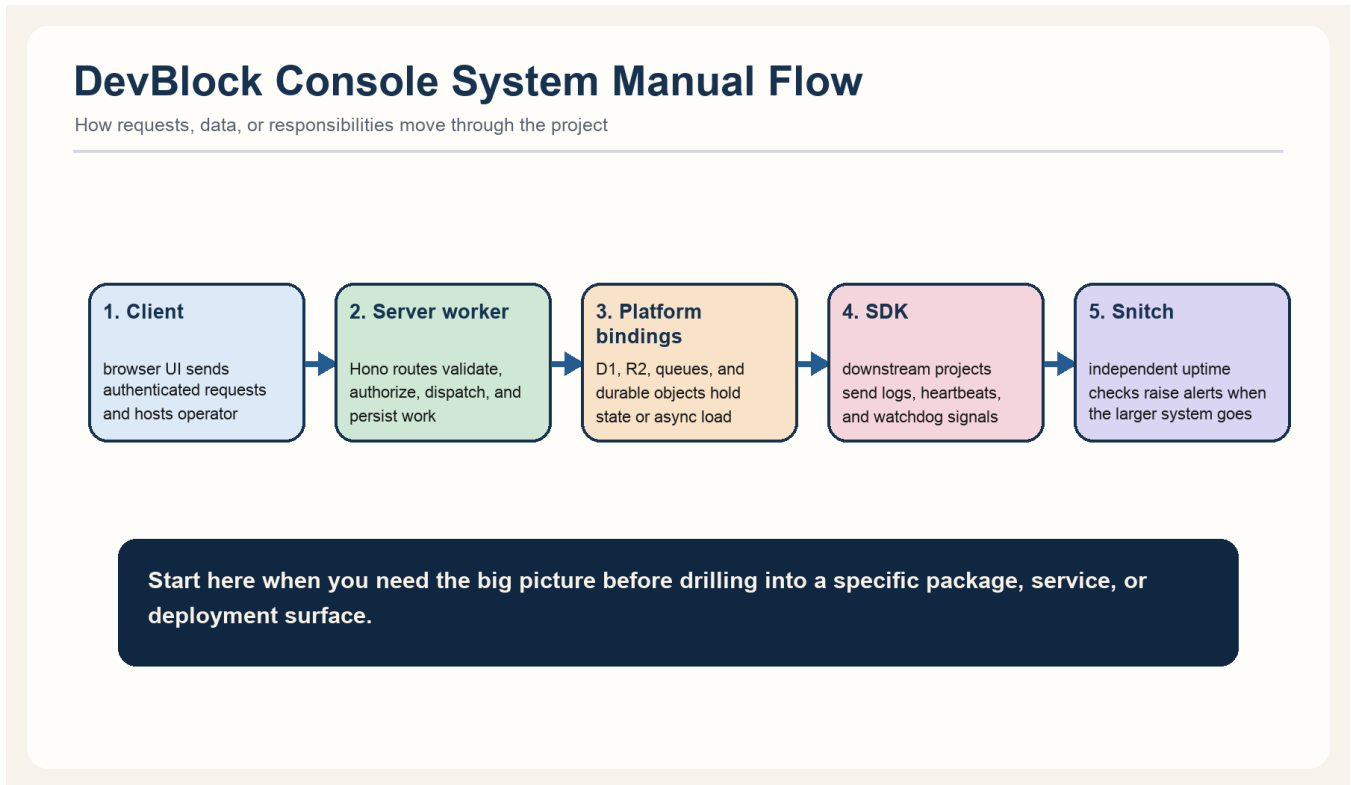 DevBlock Console System Manual Flow
How requests, data, or responsibilities move through the project
1. Client
browser UI sends
authenticated requests
and hosts operator
2. Server worker
Hono routes validate,
authorize, dispatch, and
persist work
3. Platform
bindings
D1, R2, queues, and
durable objects hold
state or async load
4. SDK
downstream projects
send logs, heartbeats,
and watchdog signals
5. Snitch
independent uptime
checks raise alerts when
the larger system goes
Start here when you need the big picture before drilling into a specific package, service, or
deployment surface.